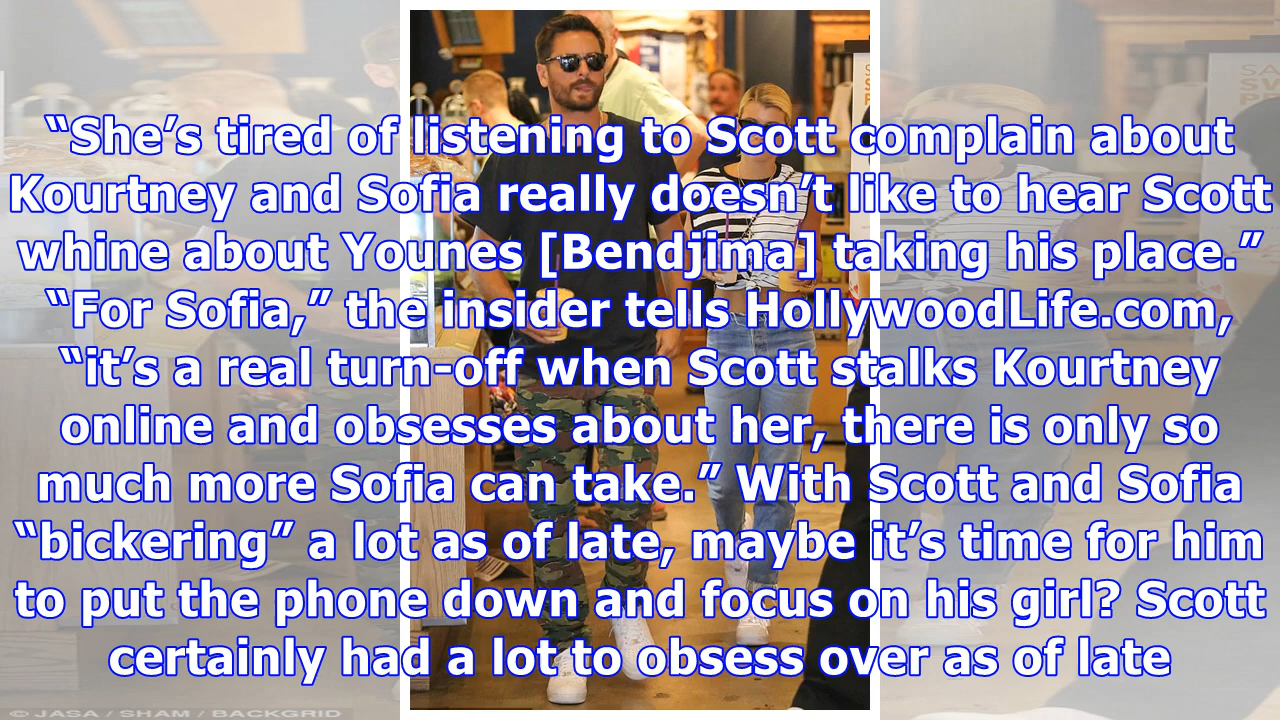 “She’s tired of listening to Scott complain about
Kourtney and Sofia really doesn’t like to hear Scott
whine about Younes [Bendjima] taking his place.”
“For Sofia,” the insider tells HollywoodLife.com,
“it’s a real turn-off when Scott stalks Kourtney
online and obsesses about her, there is only so
much more Sofia can take.” With Scott and Sofia
“bickering” a lot as of late, maybe it’s time for him
to put the phone down and focus on his girl? Scott
certainly had a lot to obsess over as of late
© JASA / SHAM / BACKGRID